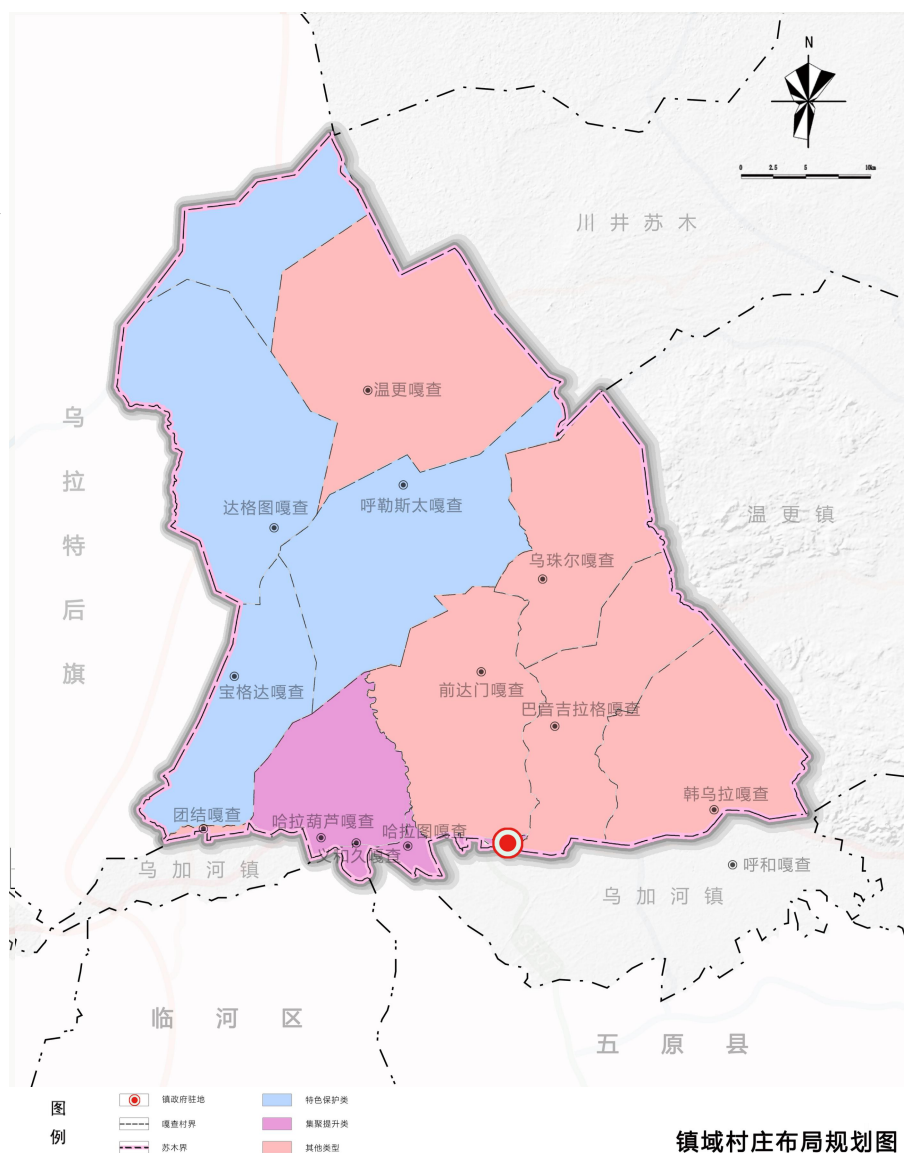 N
0 2.5 5 10km
川井苏木
温更嘎查
乌拉特后旗
达格图嘎查
呼勒斯太嘎查
温更镇
乌珠尔嘎查
宝格达嘎查
前达门嘎查
巴音吉拉格嘎查
韩乌拉嘎查
团结嘎查
哈拉葫芦嘎查
哈拉图嘎查
义和久嘎查
乌加河镇
呼和嘎查
乌加河镇
临河区
五原县
图例
镇政府驻地
特色保护类
嘎查村界
集聚提升类
苏木界
其他类型
镇域村庄布局规划图